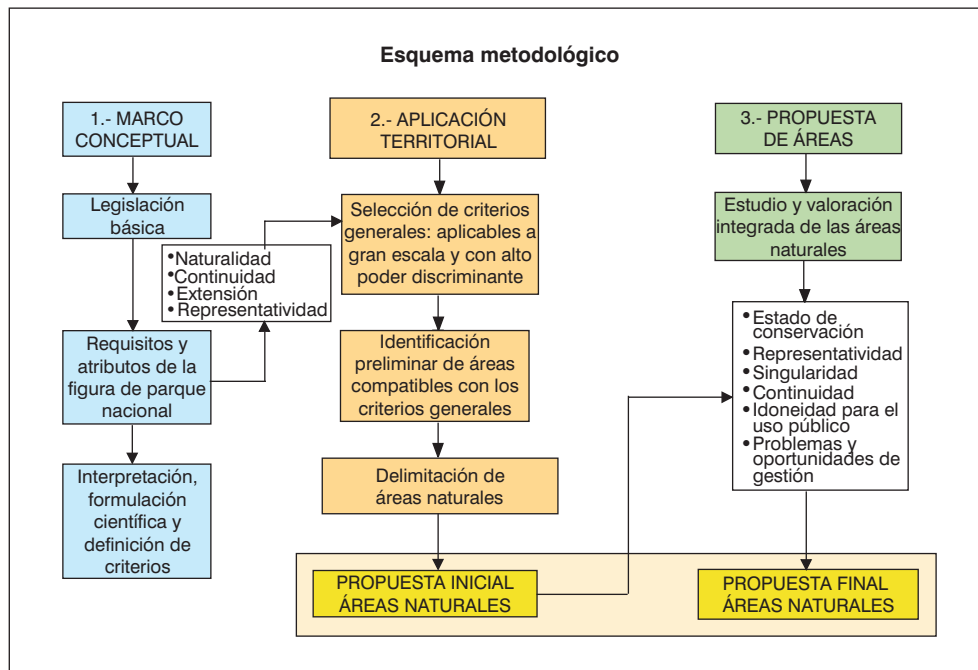 Esquema metodológico
1.- MARCO
CONCEPTUAL
Legislación
básica
•Naturalidad
•Continuidad
•Extensión
•Representatividad
Requisitos y
atributos de la
figura de parque
nacional
Interpretación,
formulación
científica y
definición de
criterios
2.- APLICACIÓN
TERRITORIAL
Selección de criterios
generales: aplicables a
gran escala y con alto
poder discriminante
Identificación
preliminar de áreas
compatibles con los
criterios generales
Delimitación de
áreas naturales
PROPUESTA INICIAL
ÁREAS NATURALES
3.- PROPUESTA
DE ÁREAS
Estudio y valoración
integrada de las áreas
naturales
•Estado de
conservación
•Representatividad
•Singularidad
•Continuidad
•Idoneidad para el
uso público
•Problemas y
oportunidades de
gestión
PROPUESTA FINAL
ÁREAS NATURALES